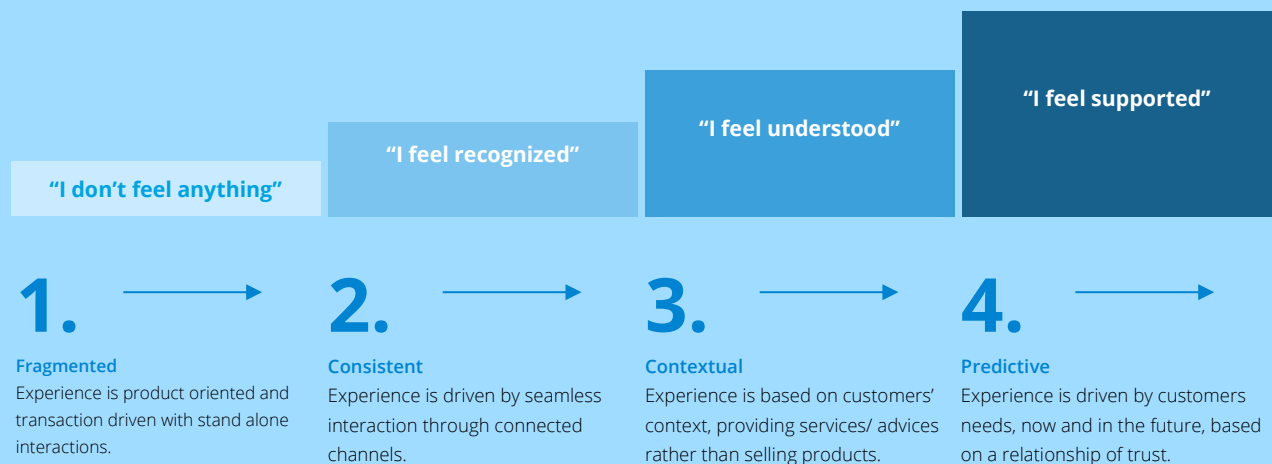 “I don’t feel anything”
“I feel recognized”
“I feel understood”
“I feel supported”
1.
Fragmented
Experience is product oriented and
transaction driven with stand alone
interactions.
2.
Consistent
Experience is driven by seamless
interaction through connected
channels.
3.
Contextual
Experience is based on customers’
context, providing services/ advices
rather than selling products.
4.
Predictive
Experience is driven by customers
needs, now and in the future, based
on a relationship of trust.